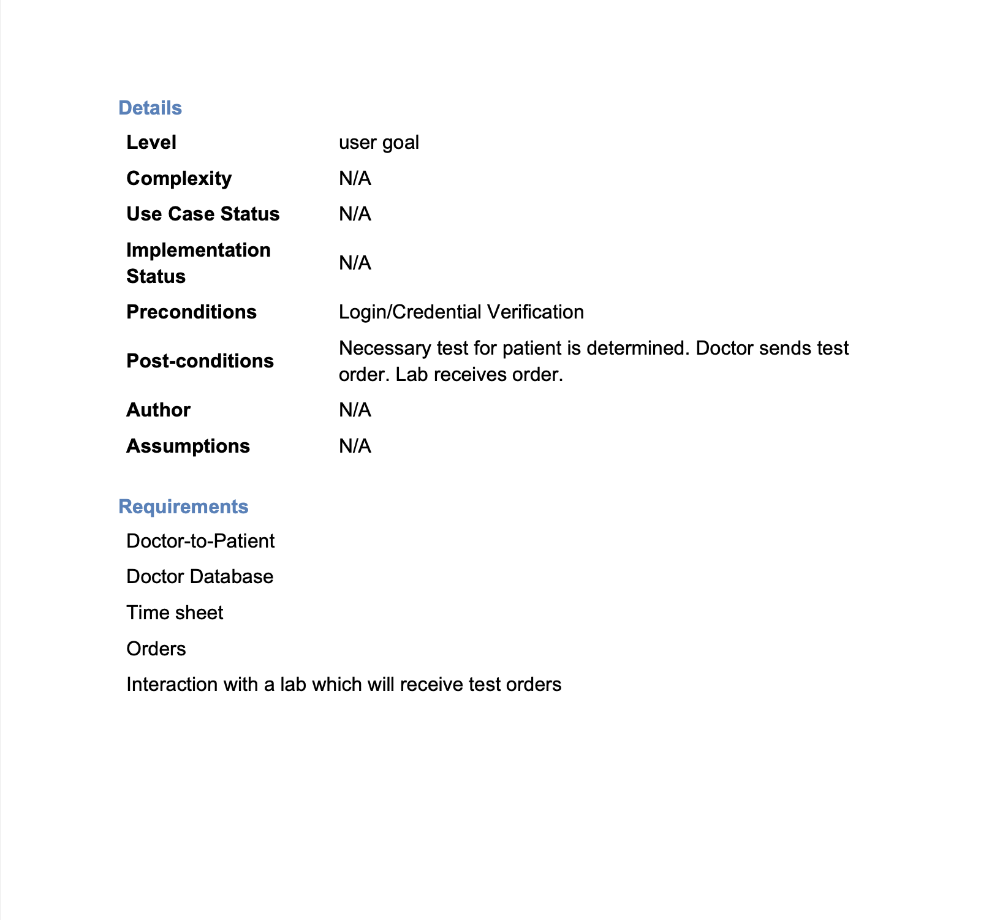 Details
Level user goal
Complexity N/A
Use Case Status N/A
Implementation
Status
N/A
Preconditions Login/Credential Verification
Post-conditions
Necessary test for patient is determined. Doctor sends test
order. Lab receives order.
Author N/A
Assumptions N/A
Requirements
Doctor-to-Patient
Doctor Database
Time sheet
Orders
Interaction with a lab which will receive test orders